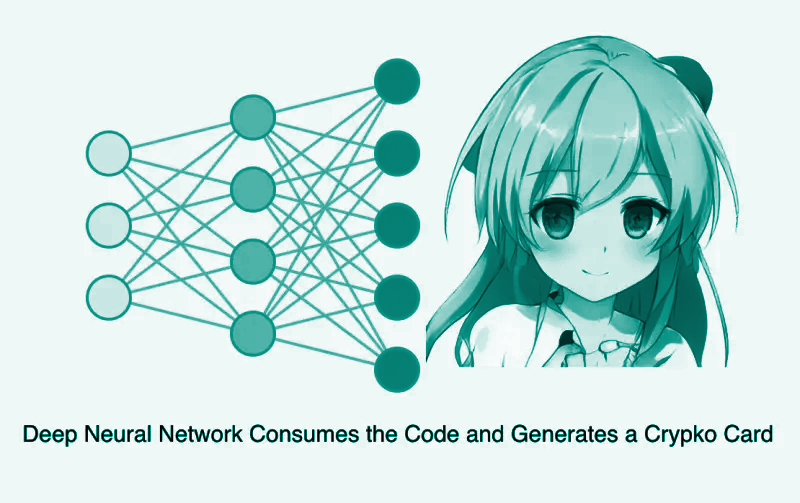 Deep Neural Network Consumes the Code and Generates a Crypko Card